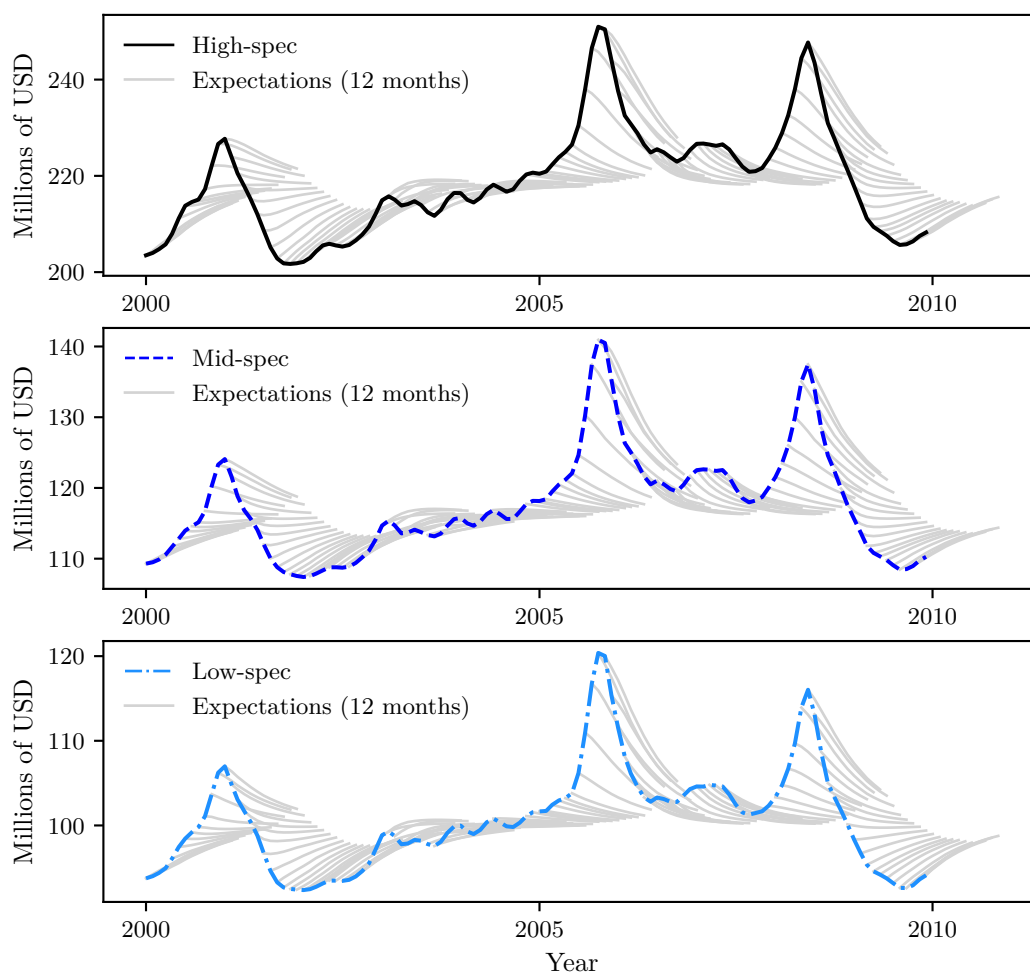 Millions of USD
High-spec
Expectations (12 months)
240
220
200
2000
2005
2010
Millions of USD
Mid-spec
Expectations (12 months)
140
130
120
110
2000
2005
2010
Millions of USD
Low-spec
Expectations (12 months)
120
110
100
2000
2005
2010
Year